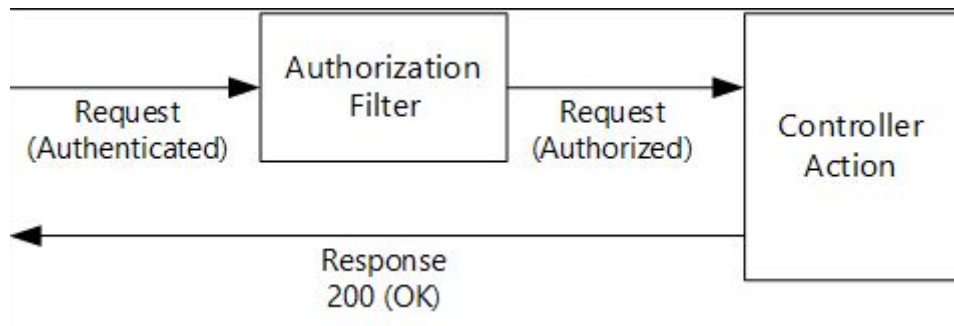 Authorization
Filter
Request
(Authenticated)
Request
(Authorized)
Controller
Action
Response
200 (OK)